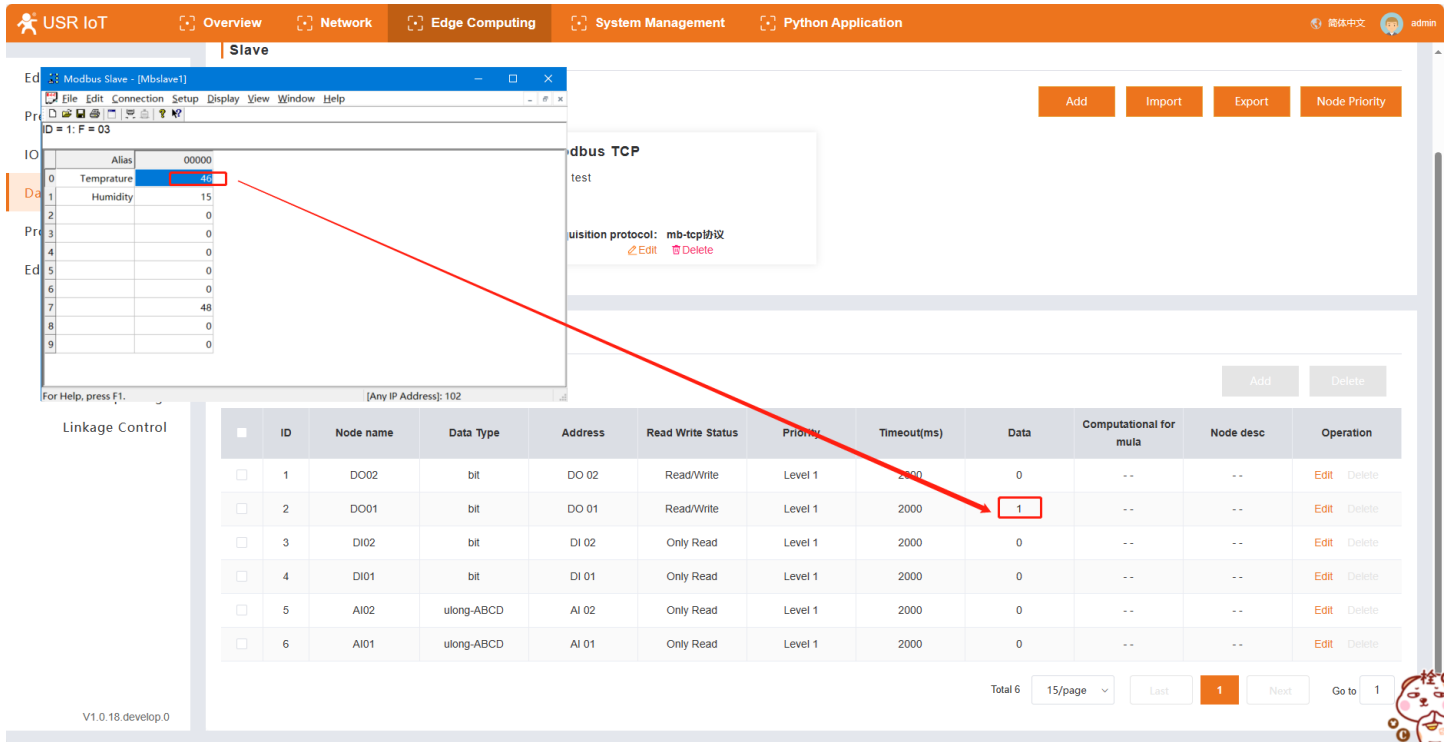 USR IoT Overview Network Edge Computing System Management Python Application 简体中文 admin
Slave
Ed
Modbus Slave - [Mbslave1]
File Edit Connection Setup Display View Window Help
ID = 1: F = 03
Alias 00000
0 Temprature 46
1 Humidity 15
2 0
3 0
4 0
5 0
6 0
7 48
8 0
9 0
For Help, press F1. [Any IP Address]: 102
Pre
IO
Da
Pro
Ed
Linkage Control
V1.0.18.develop.0
Add Import Export Node Priority
dbus TCP
test
uisition protocol: mb-tcp协议
Edit Delete
Add Delete
ID Node name Data Type Address Read Write Status Priority Timeout(ms) Data Computational for Node desc Operation
mula
1 DO02 bit DO 02 Read/Write Level 1 2000 0 - - - - Edit Delete
2 DO01 bit DO 01 Read/Write Level 1 2000 1 - - - - Edit Delete
3 DI02 bit DI 02 Only Read Level 1 2000 0 - - - - Edit Delete
4 DI01 bit DI 01 Only Read Level 1 2000 0 - - - - Edit Delete
5 AI02 ulong-ABCD AI 02 Only Read Level 1 2000 0 - - - - Edit Delete
6 AI01 ulong-ABCD AI 01 Only Read Level 1 2000 0 - - - - Edit Delete
Total 6 15/page Last 1 Next Go to 1